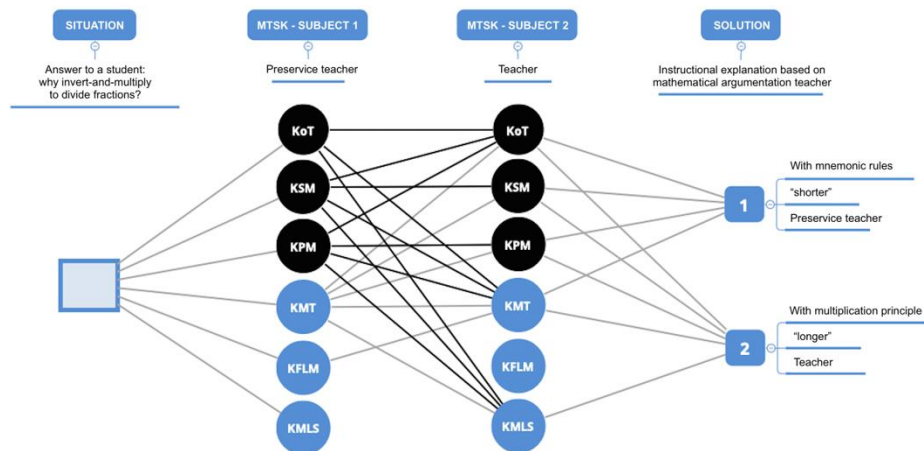 SITUATION
MTSK - SUBJECT 1
MTSK - SUBJECT 2
SOLUTION
Answer to a student:
why invert-and-multiply
to divide fractions?
Preservice teacher
Teacher
Instructional explanation based on
mathematical argumentation teacher
KoT
KoT
With mnemonic rules
KSM
KSM
"shorter"
1
Preservice teacher
KPM
KPM
KMT
KMT
With multiplication principle
"longer"
2
KFLM
KFLM
Teacher
KMLS
KMLS